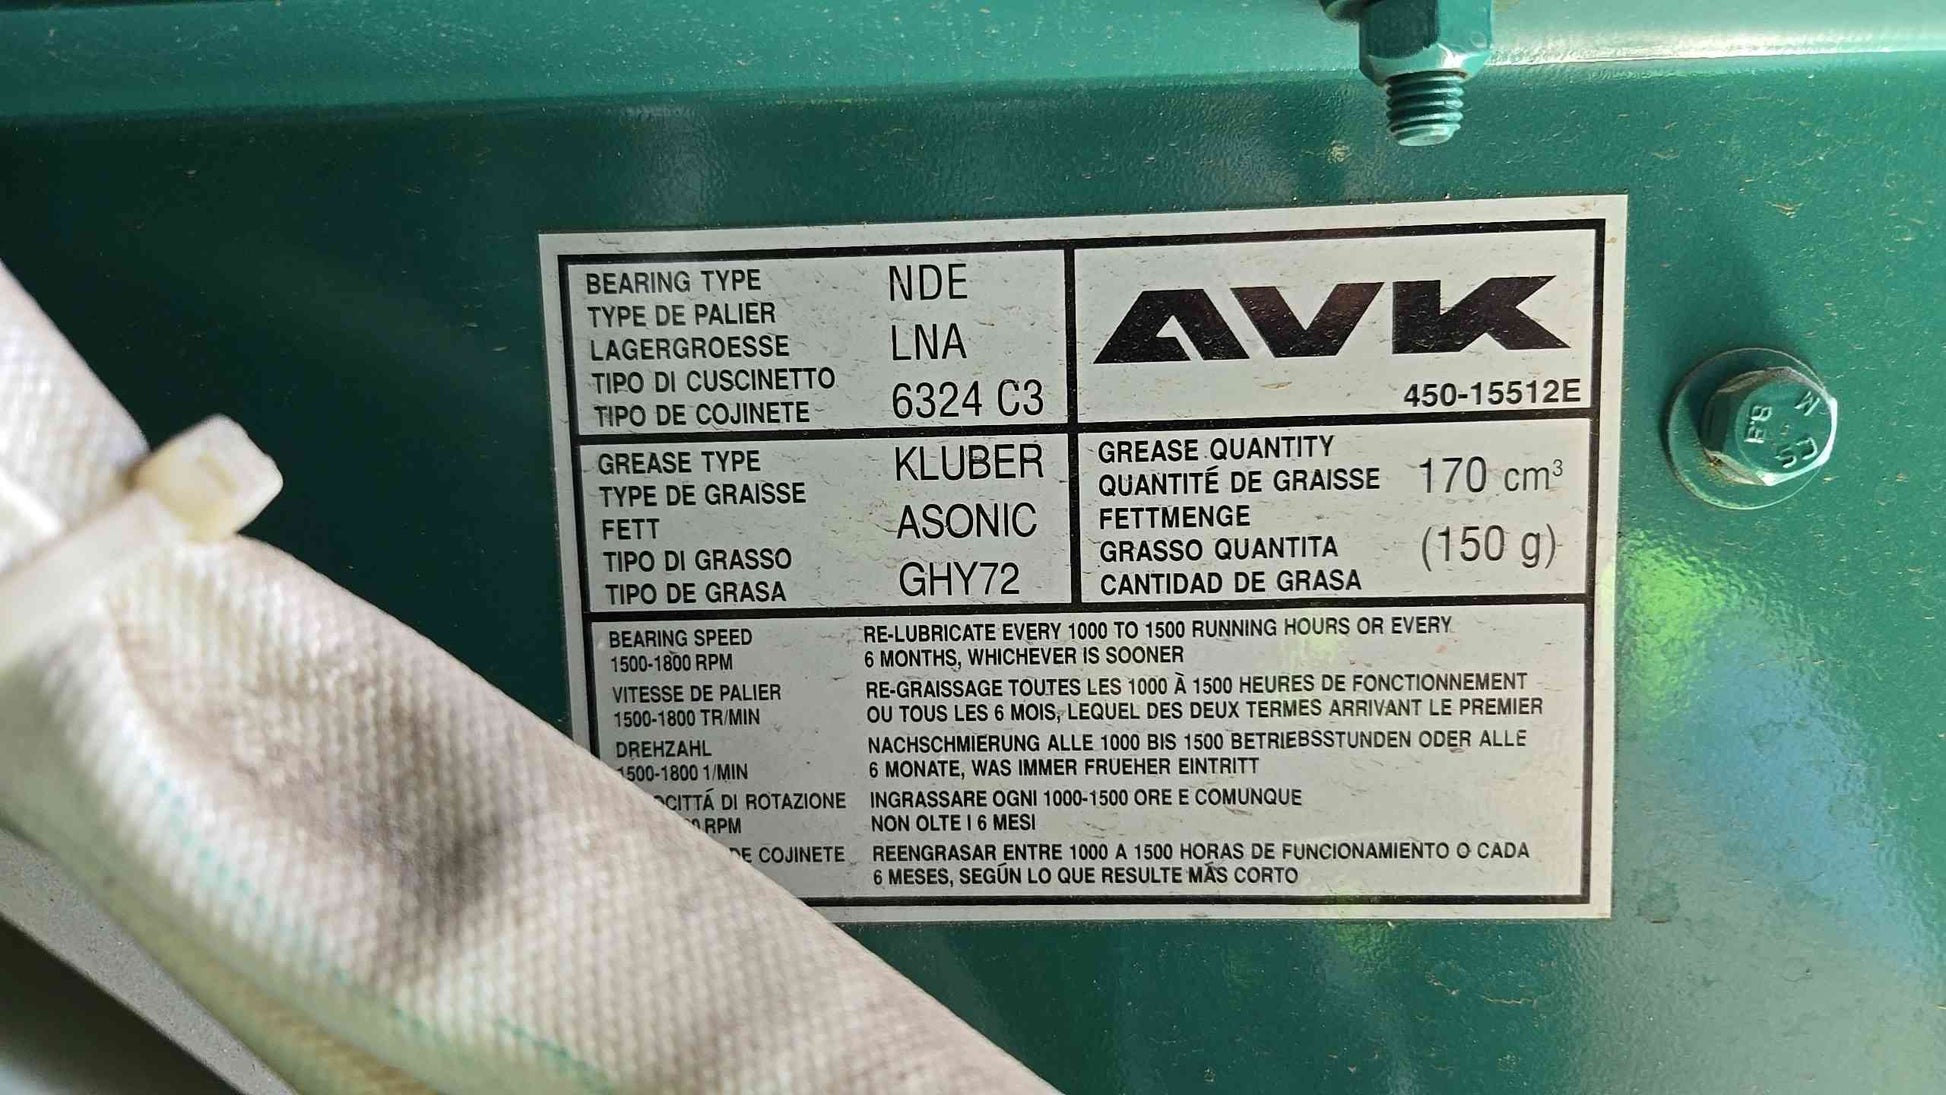 BEARING TYPE
TYPE DE PALIER
LAGERGROESSE
TIPO DI CUSCINETTO
TIPO DE COJINETE
NDE
LNA
6324 C3
AVK
450-15512E
GREASE TYPE
TYPE DE GRAISSE
FETT
TIPO DI GRASSO
TIPO DE GRASA
KLUBER
ASONIC
GHY72
GREASE QUANTITY
QUANTITÉ DE GRAISSE
FETTMENGE
GRASSO QUANTITA
CANTIDAD DE GRASA
170 cm³
(150 g)
BEARING SPEED
1500-1800 RPM
RE-LUBRICATE EVERY 1000 TO 1500 RUNNING HOURS OR EVERY
6 MONTHS, WHICHEVER IS SOONER
VITESSE DE PALIER
1500-1800 TR/MIN
RE-GRAISSAGE TOUTES LES 1000 À 1500 HEURES DE FONCTIONNEMENT
OU TOUS LES 6 MOIS, LEQUEL DES DEUX TERMES ARRIVANT LE PREMIER
DREHZAHL
1500-1800 1/MIN
NACHSCHMIERUNG ALLE 1000 BIS 1500 BETRIEBSSTUNDEN ODER ALLE
6 MONATE, WAS IMMER FRUEHER EINTRITT
DI ROTAZIONE
RPM
INGRASSARE OGNI 1000-1500 ORE E COMUNQUE
NON OLTE I 6 MESI
DE COJINETE
REENGRASAR ENTRE 1000 A 1500 HORAS DE FUNCIONAMIENTO O CADA
6 MESES, SEGÚN LO QUE RESULTE MÁS CORTO
8.8